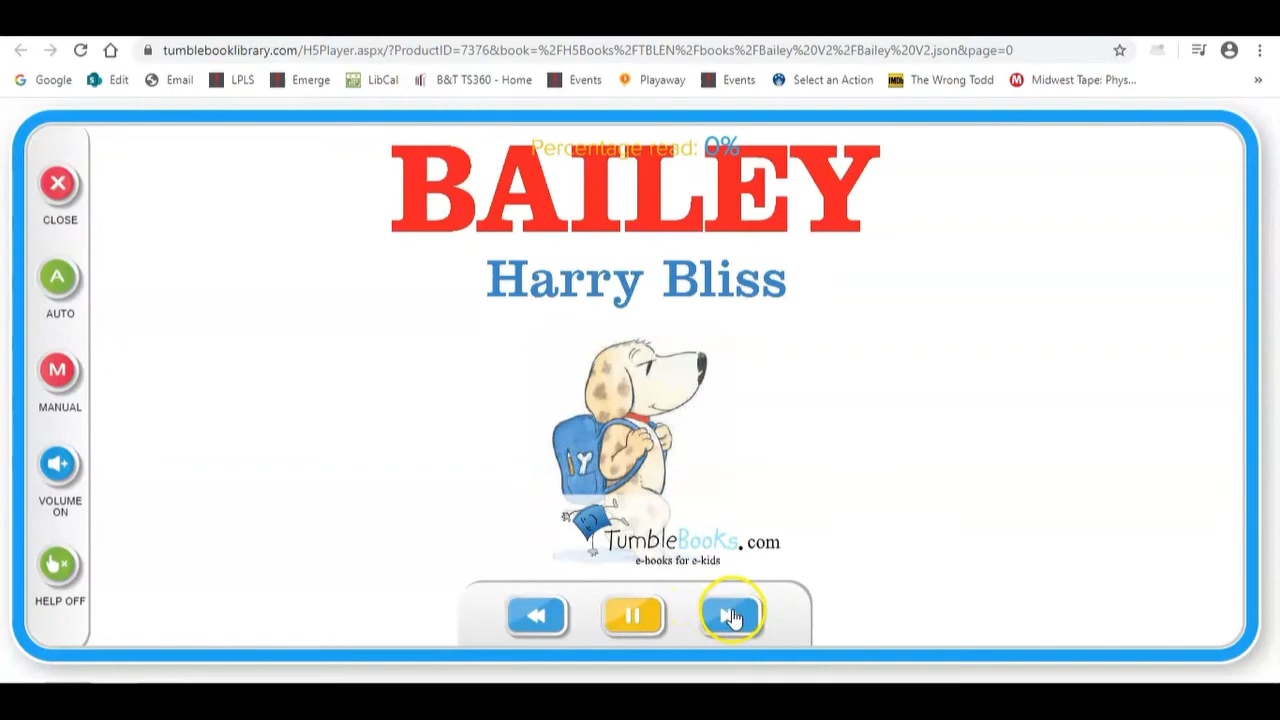 tumblebooklibrary.com/H5Player.aspx/?ProductID=7376&book=%2FH5Books%2FTBLEN%2Fbooks%2FBailey%20V2%2FBailey%20V2.json&page=0
Google Edit Email LPLS Emerge LibCal B&T TS360 - Home Events Playaway Events Select an Action IMDb The Wrong Todd M Midwest Tape: Phys... »
Percentage read: 0%
BAILEY
Harry Bliss
CLOSE
A
AUTO
M
MANUAL
VOLUME
ON
HELP OFF
TumbleBooks.com
e-books for e-kids